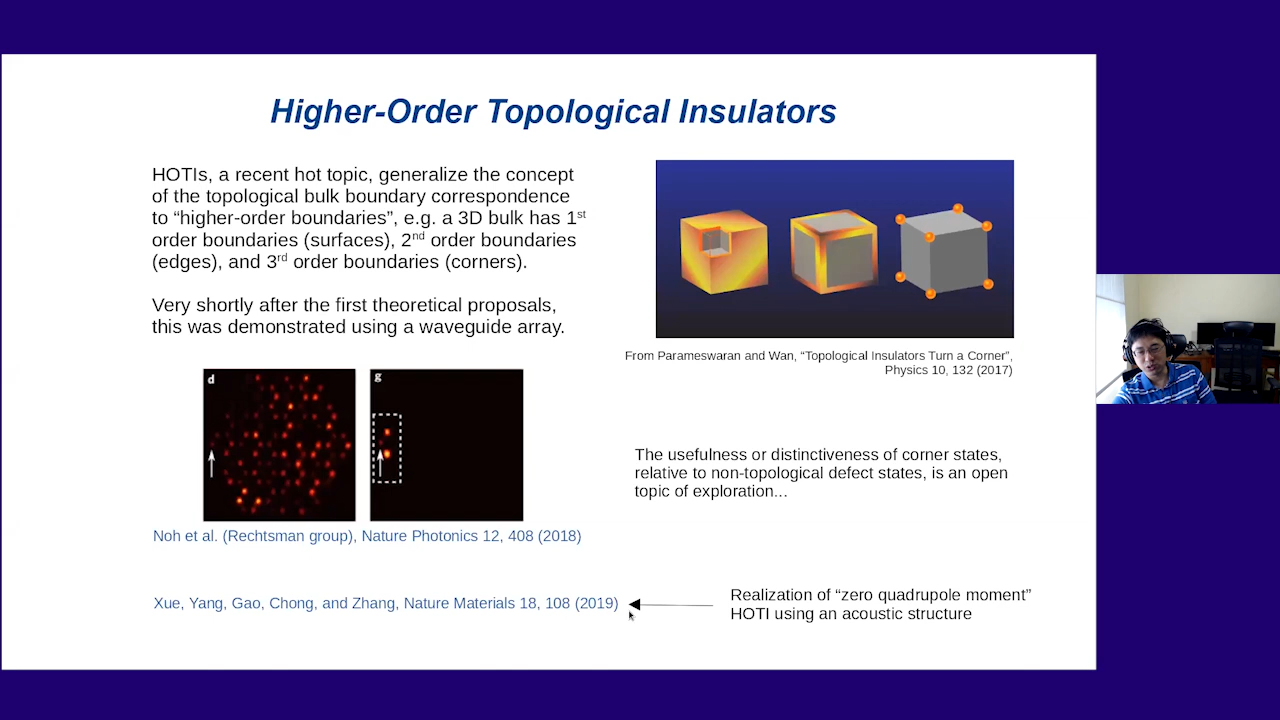 Higher-Order Topological Insulators
HOTIs, a recent hot topic, generalize the concept
of the topological bulk boundary correspondence
to “higher-order boundaries”, e.g. a 3D bulk has 1st
order boundaries (surfaces), 2nd order boundaries
(edges), and 3rd order boundaries (corners).
Very shortly after the first theoretical proposals,
this was demonstrated using a waveguide array.
d
g
Noh et al. (Rechtsman group), Nature Photonics 12, 408 (2018)
Xue, Yang, Gao, Chong, and Zhang, Nature Materials 18, 108 (2019)
From Parameswaran and Wan, “Topological Insulators Turn a Corner”,
Physics 10, 132 (2017)
The usefulness or distinctiveness of corner states,
relative to non-topological defect states, is an open
topic of exploration...
Realization of “zero quadrupole moment”
HOTI using an acoustic structure